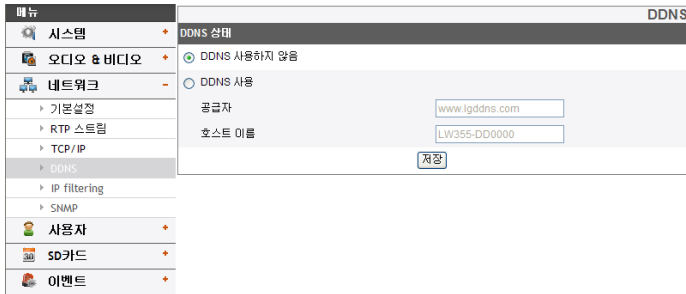 메뉴
시스템
오디오 & 비디오
네트워크
기본설정
RTP 스트림
TCP/IP
DDNS
IP filtering
SNMP
사용자
SD카드
이벤트
DDNS
DDNS 상태
DDNS 사용하지 않음
DDNS 사용
공급자 www.lgddns.com
호스트 이름 LW355-DD0000
저장